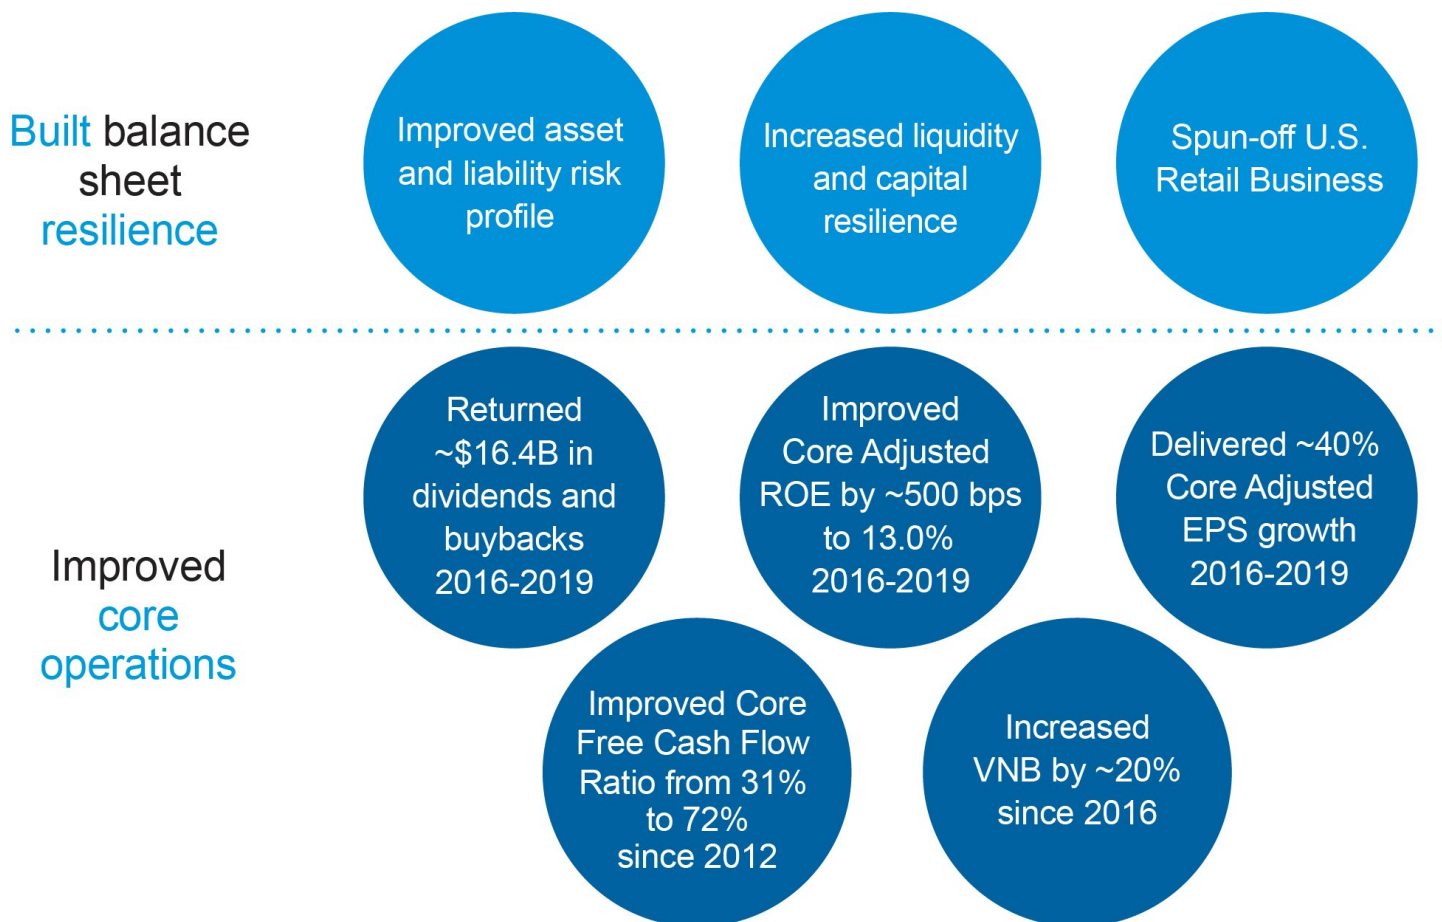 Built balance
sheet
resilience
Improved asset
and liability risk
profile
Increased liquidity
and capital
resilience
Spun-off U.S.
Retail Business
Improved
core
operations
Returned
~$16.4B in
dividends and
buybacks
2016-2019
Improved
Core Adjusted
ROE by ~500 bps
to 13.0%
2016-2019
Delivered ~40%
Core Adjusted
EPS growth
2016-2019
Improved Core
Free Cash Flow
Ratio from 31%
to 72%
since 2012
Increased
VNB by ~20%
since 2016